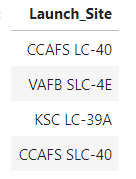 Launch_Site
CCAFS LC-40
VAFB SLC-4E
KSC LC-39A
CCAFS SLC-40